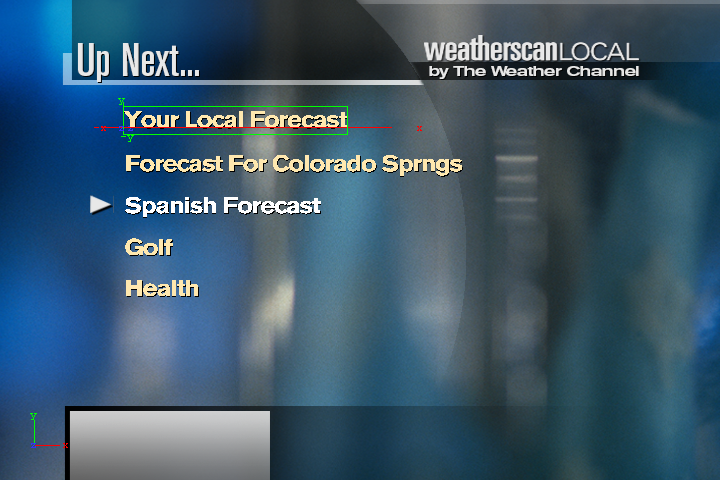 Up Next...
weatherscanLOCAL
by The Weather Channel
Your Local Forecast
Forecast For Colorado Sprngs
Spanish Forecast
Golf
Health
y
x
x
y
y
x